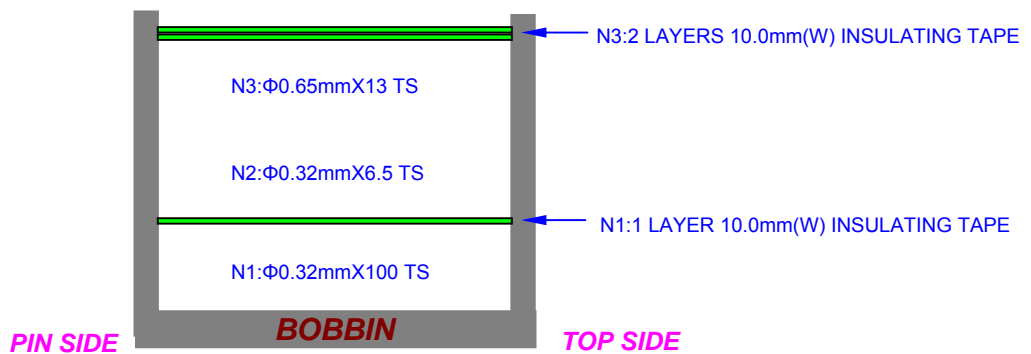 N3:2 LAYERS 10.0mm(W) INSULATING TAPE
N3:Φ0.65mmX13 TS
N2:Φ0.32mmX6.5 TS
N1:1 LAYER 10.0mm(W) INSULATING TAPE
N1:Φ0.32mmX100 TS
BOBBIN
PIN SIDE
TOP SIDE